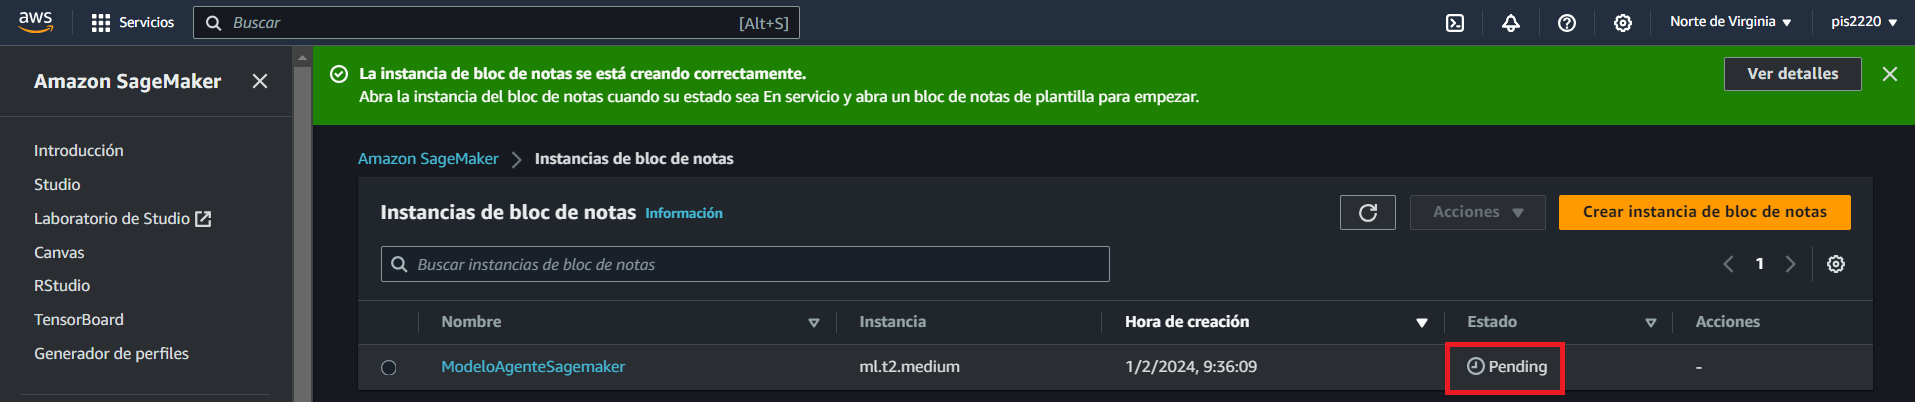 aws
Servicios
Buscar
[Alt+S]
Norte de Virginia
pis2220
Amazon SageMaker
Introducción
Studio
Laboratorio de Studio
Canvas
RStudio
TensorBoard
Generador de perfiles
La instancia de bloc de notas se está creando correctamente.
Abra la instancia del bloc de notas cuando su estado sea En servicio y abra un bloc de notas de plantilla para empezar.
Ver detalles
Amazon SageMaker
Instancias de bloc de notas
Instancias de bloc de notas Información
Acciones
Crear instancia de bloc de notas
Buscar instancias de bloc de notas
1
Nombre
Instancia
Hora de creación
Estado
Acciones
ModeloAgenteSagemaker
ml.t2.medium
1/2/2024, 9:36:09
Pending
-